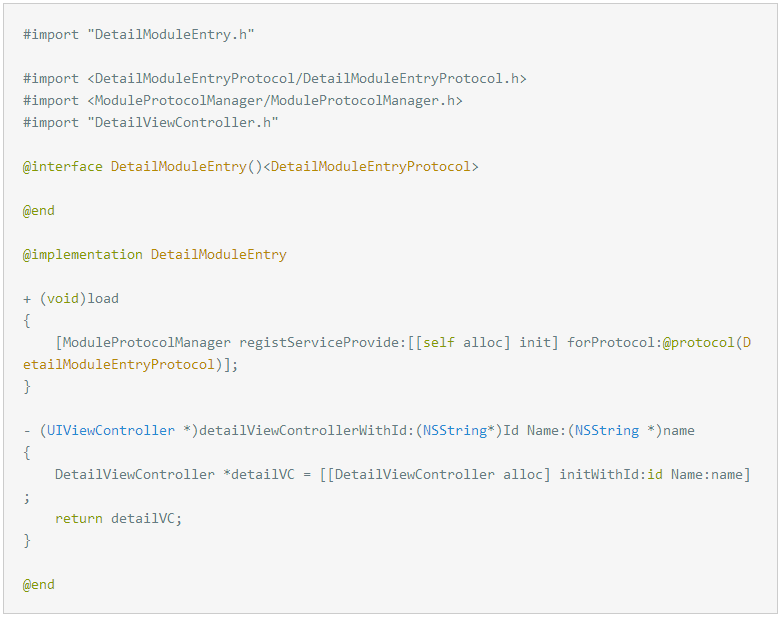 #import "DetailModuleEntry.h"
#import <DetailModuleEntryProtocol/DetailModuleEntryProtocol.h>
#import <ModuleProtocolManager/ModuleProtocolManager.h>
#import "DetailViewController.h"
@interface DetailModuleEntry()<DetailModuleEntryProtocol>
@end
@implementation DetailModuleEntry
+ (void)load
{
    [ModuleProtocolManager registServiceProvide:[[self alloc] init] forProtocol:@protocol(D
etailModuleEntryProtocol)];
}
- (UIViewController *)detailViewControllerWithId:(NSString*)Id Name:(NSString *)name
{
    DetailViewController *detailVC = [[DetailViewController alloc] initWithId:id Name:name]
;
    return detailVC;
}
@end